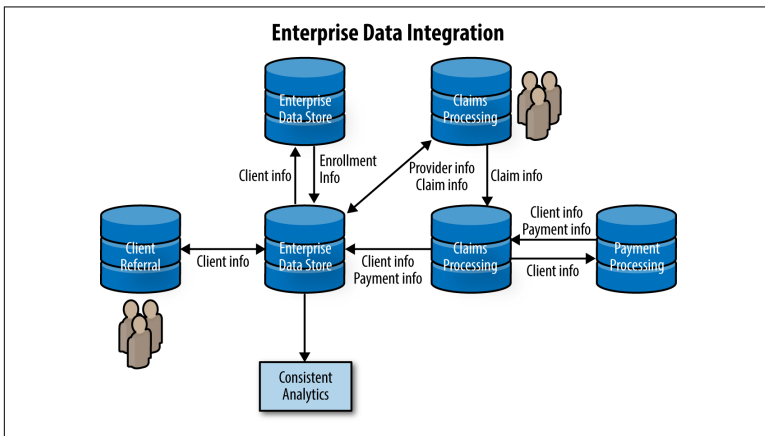 Enterprise Data Integration
Enterprise
Data Store
Claims
Processing
Client info
Enrollment
Info
Provider info
Claim info
Claim info
Client
Referral
Client info
Enterprise
Data Store
Client info
Payment info
Claims
Processing
Client info
Payment info
Client info
Payment
Processing
Consistent
Analytics